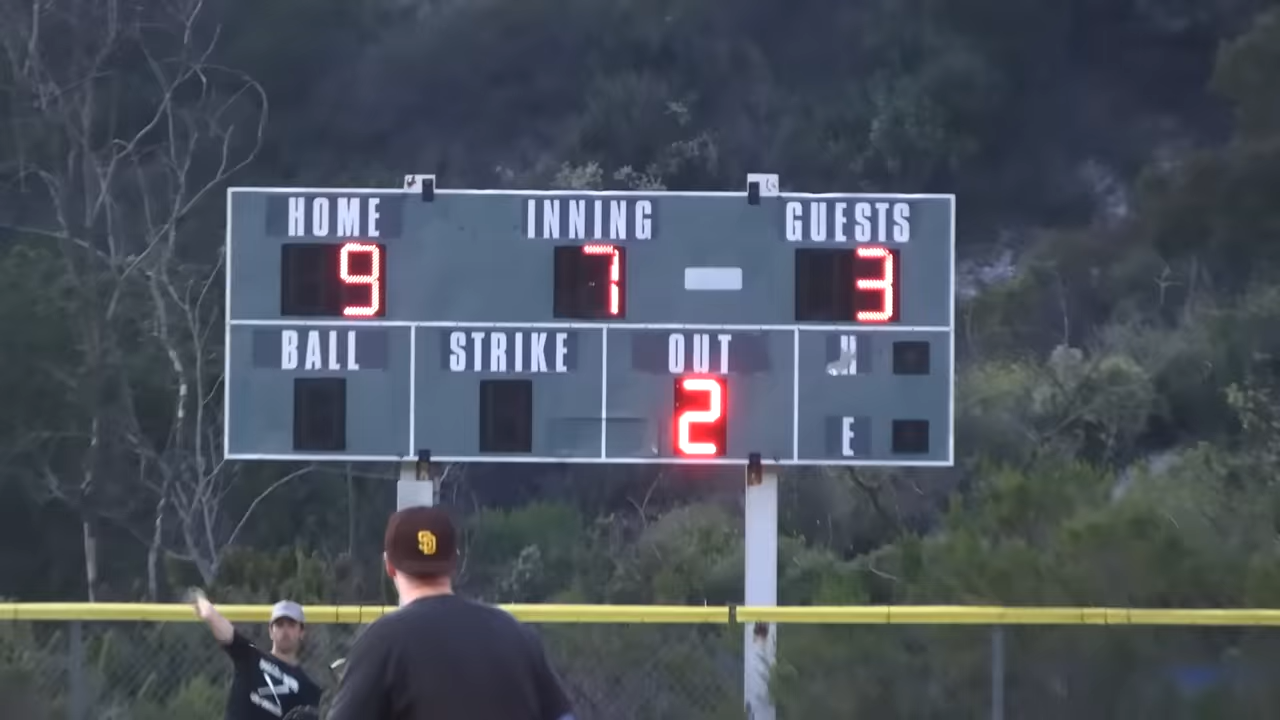 HOME INNING GUESTS
9 7 3
BALL STRIKE OUT H
2
E
SD